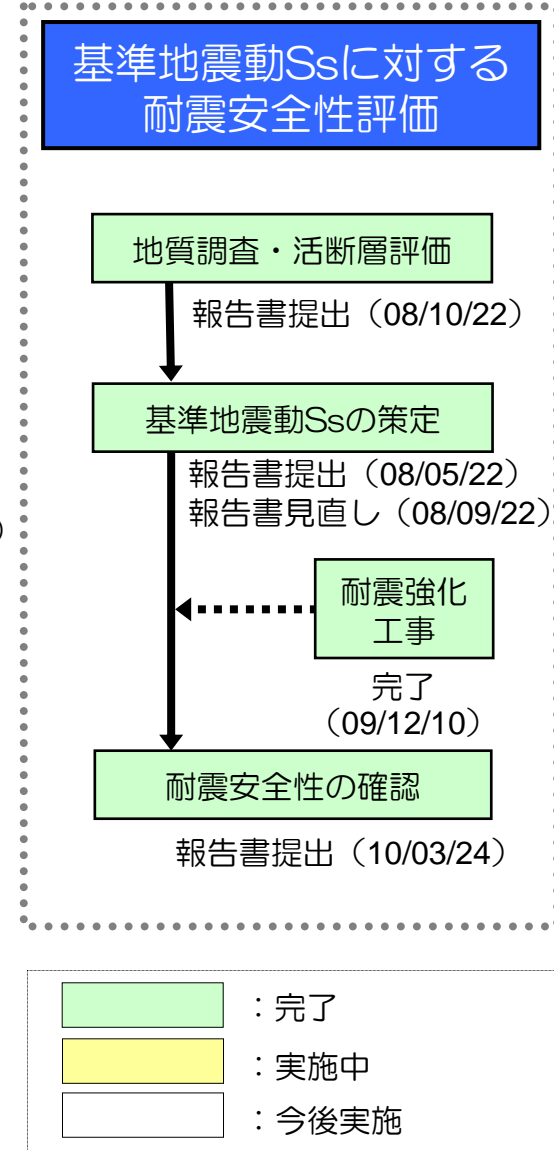 基準地震動Ssに対する
耐震安全性評価
地質調査・活断層評価
報告書提出（08/10/22）
基準地震動Ssの策定
報告書提出（08/05/22）
報告書見直し（08/09/22）
耐震強化
工事
完了
（09/12/10）
耐震安全性の確認
報告書提出（10/03/24）
）
：完了
：実施中
：今後実施